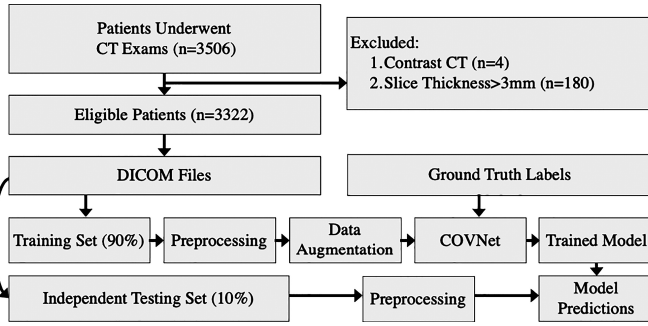 Patients Underwent
CT Exams (n=3506)
Excluded:
1.Contrast CT (n=4)
2.Slice Thickness>3mm (n=180)
Eligible Patients (n=3322)
DICOM Files
Ground Truth Labels
Training Set (90%)
Preprocessing
Data
Augmentation
COVNet
Trained Model
Independent Testing Set (10%)
Preprocessing
Model
Predictions